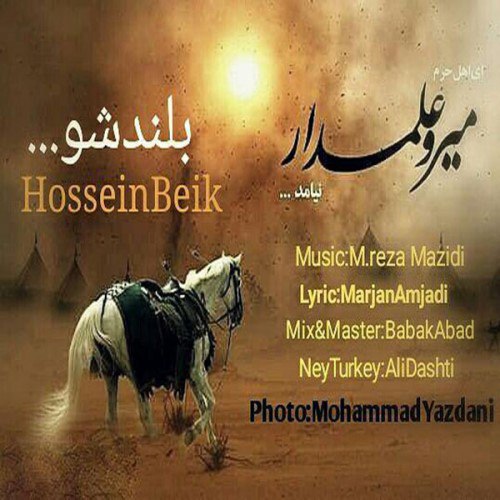 ای اهل حرم
میر و علمدار
نیامد ...
بلندشو...
HosseinBeik
Music:M.reza Mazidi
Lyric:MarjanAmjadi
Mix&Master:BabakAbad
NeyTurkey:AliDashti
Photo:MohammadYazdani